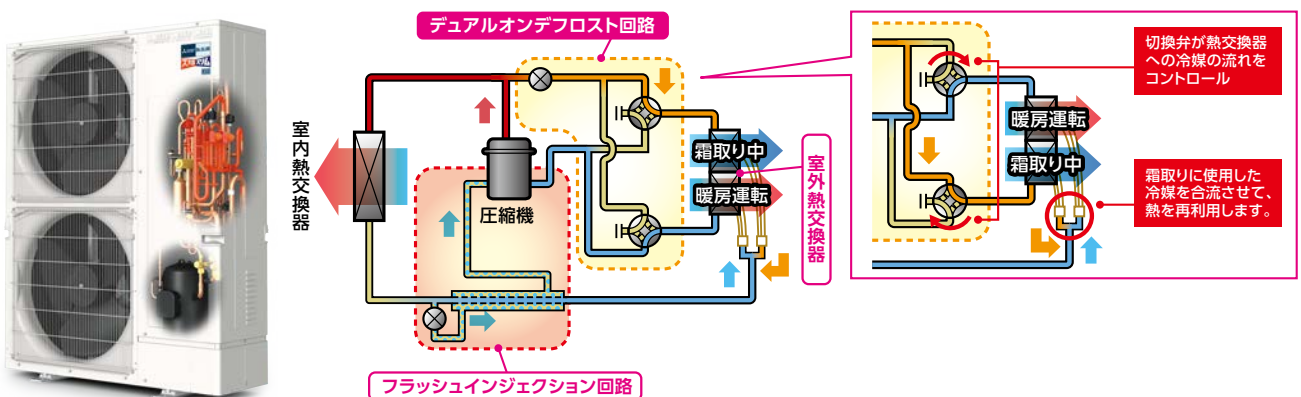 デュアルオンデフロスト回路
室内熱交換器
圧縮機
霜取り中
暖房運転
室外熱交換器
フラッシュインジェクション回路
暖房運転
霜取り中
切換弁が熱交換器
への冷媒の流れを
コントロール
霜取りに使用した
冷媒を合流させて、
熱を再利用します。